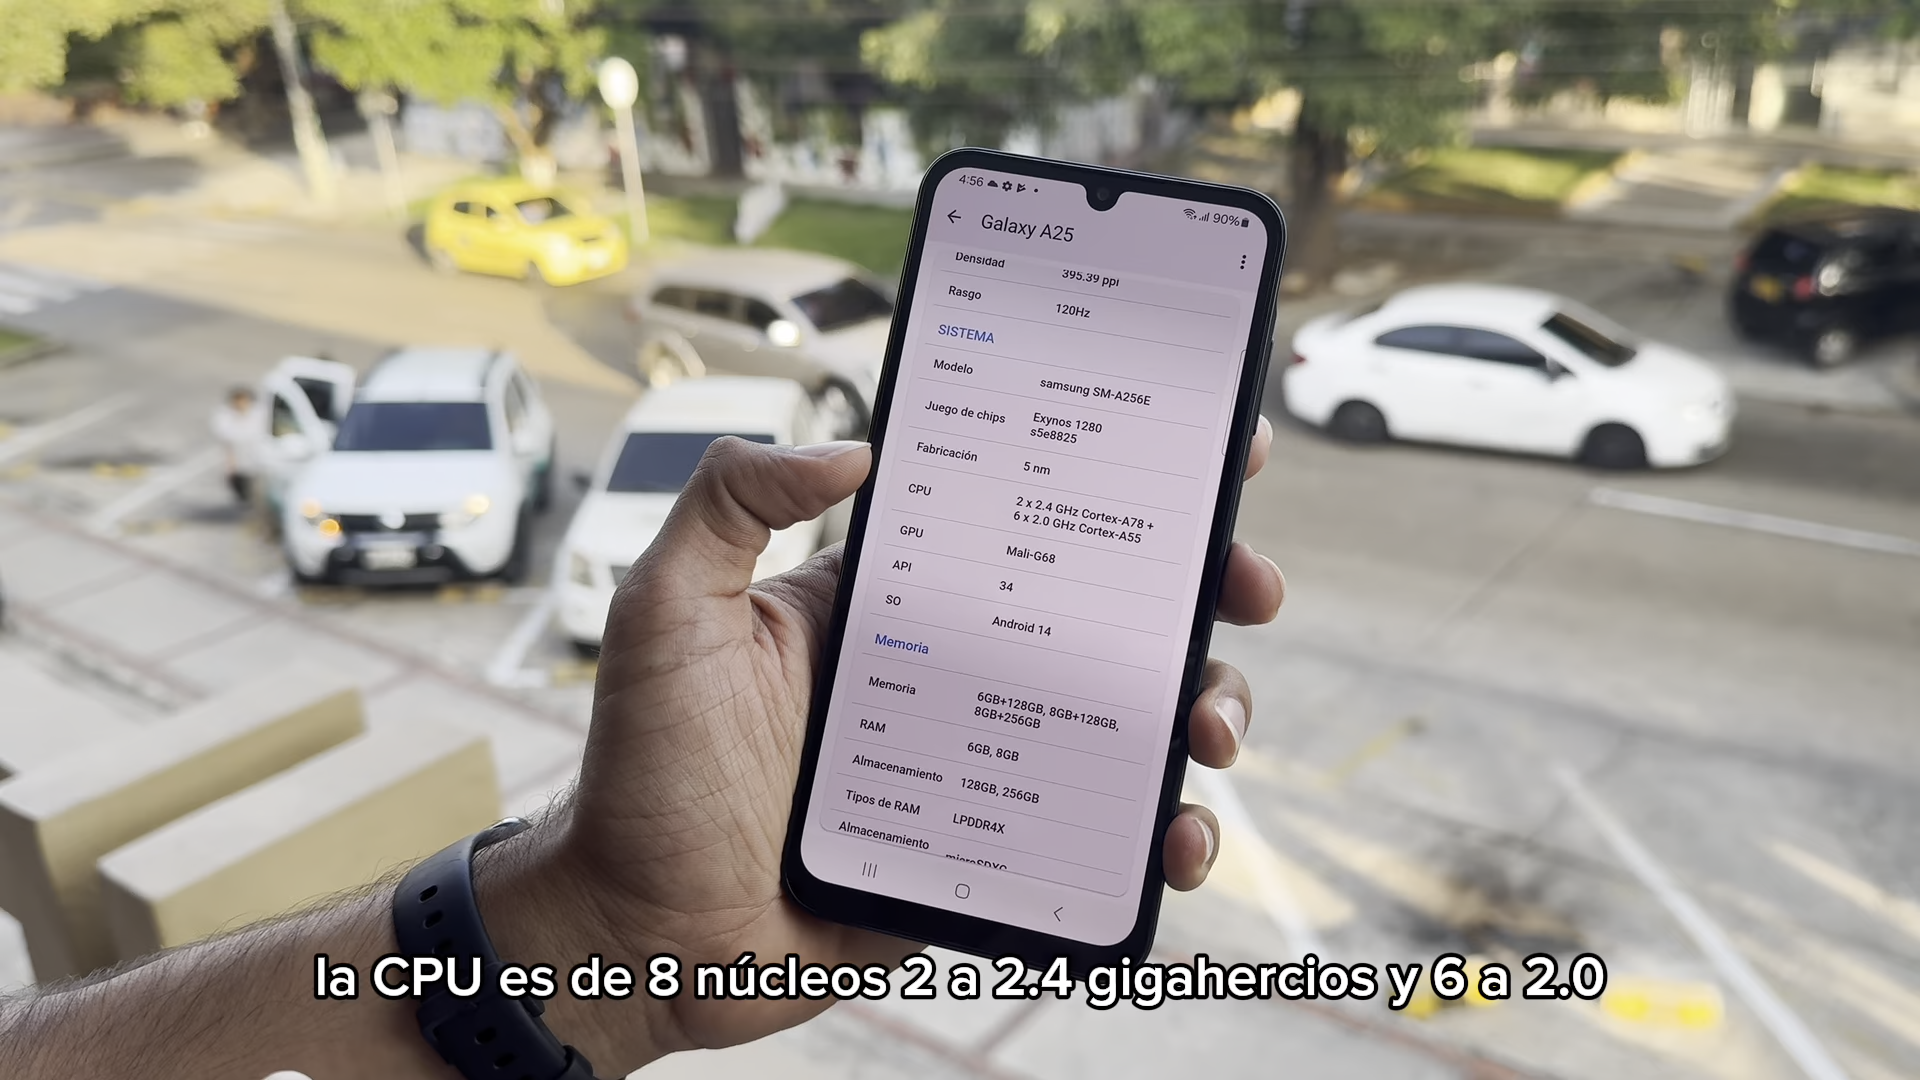 4:56
90%
Galaxy A25
Densidad 395.39 ppi
Rasgo 120Hz
SISTEMA
Modelo samsung SM-A256E
Juego de chips Exynos 1280
s5e8825
Fabricación 5 nm
CPU 2 x 2.4 GHz Cortex-A78 +
6 x 2.0 GHz Cortex-A55
GPU Mali-G68
API 34
SO Android 14
Memoria
Memoria 6GB+128GB, 8GB+128GB,
8GB+256GB
RAM 6GB, 8GB
Almacenamiento 128GB, 256GB
Tipos de RAM LPDDR4X
Almacenamiento microSDXC
la CPU es de 8 núcleos 2 a 2.4 gigahercios y 6 a 2.0